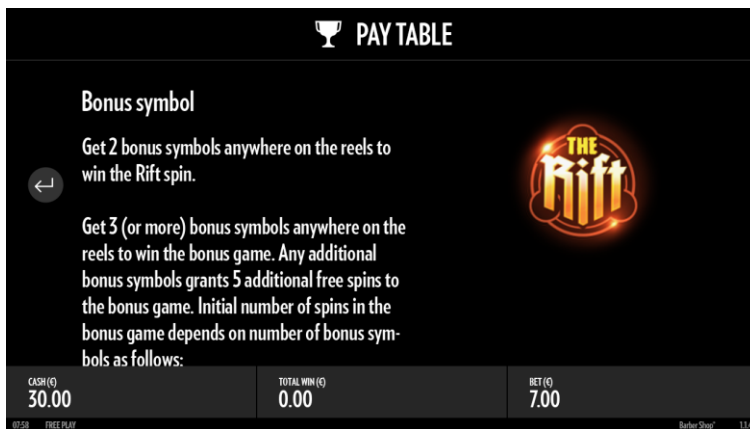 PAY TABLE
Bonus symbol
Get 2 bonus symbols anywhere on the reels to
win the Rift spin.
THE
Rift
Get 3 (or more) bonus symbols anywhere on the
reels to win the bonus game. Any additional
bonus symbols grants 5 additional free spins to
the bonus game. Initial number of spins in the
bonus game depends on number of bonus sym-
bols as follows:
CASH (€)
30.00
TOTAL WIN (€)
0.00
BET (€)
7.00
07:58 FREE PLAY
Barber Shop